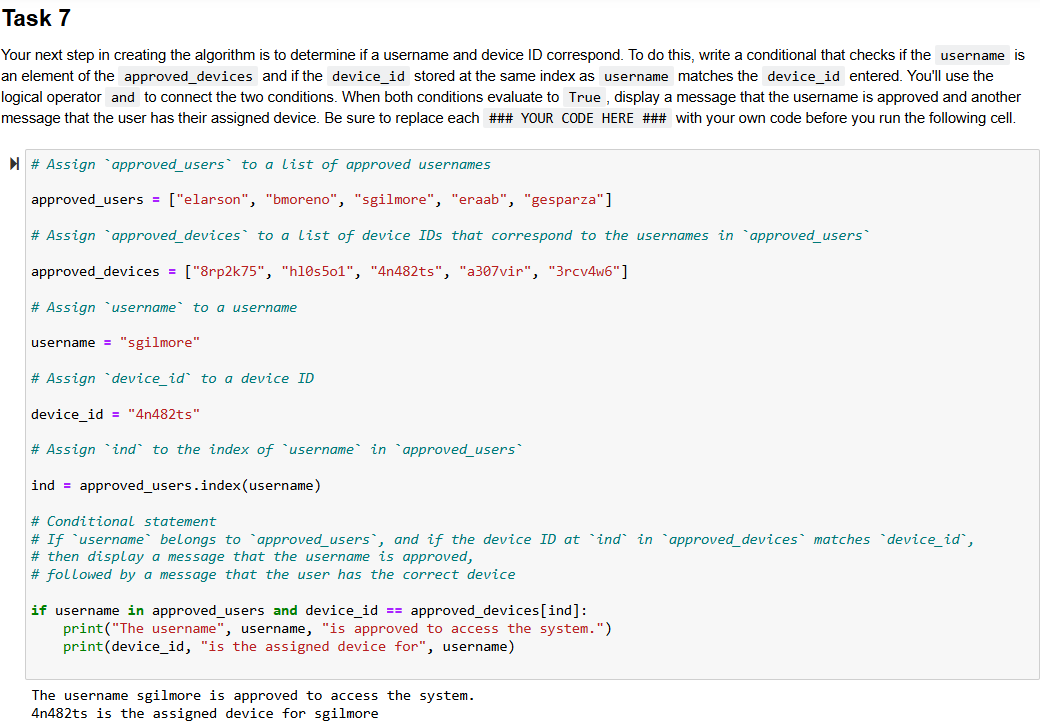 Task 7
Your next step in creating the algorithm is to determine if a username and device ID correspond. To do this, write a conditional that checks if the username is
an element of the approved_devices and if the device_id stored at the same index as username matches the device_id entered. You'll use the
logical operator and to connect the two conditions. When both conditions evaluate to True , display a message that the username is approved and another
message that the user has their assigned device. Be sure to replace each ### YOUR CODE HERE ### with your own code before you run the following cell.
# Assign `approved_users` to a list of approved usernames
approved_users = ["elarson", "bmoreno", "sgilmore", "eraab", "gesparza"]
# Assign `approved_devices` to a list of device IDs that correspond to the usernames in `approved_users`
approved_devices = ["8rp2k75", "hl0s5o1", "4n482ts", "a307vir", "3rcv4w6"]
# Assign `username` to a username
username = "sgilmore"
# Assign `device_id` to a device ID
device_id = "4n482ts"
# Assign `ind` to the index of `username` in `approved_users`
ind = approved_users.index(username)
# Conditional statement
# If `username` belongs to `approved_users`, and if the device ID at `ind` in `approved_devices` matches `device_id`,
# then display a message that the username is approved,
# followed by a message that the user has the correct device
if username in approved_users and device_id == approved_devices[ind]:
    print("The username", username, "is approved to access the system.")
    print(device_id, "is the assigned device for", username)
The username sgilmore is approved to access the system.
4n482ts is the assigned device for sgilmore